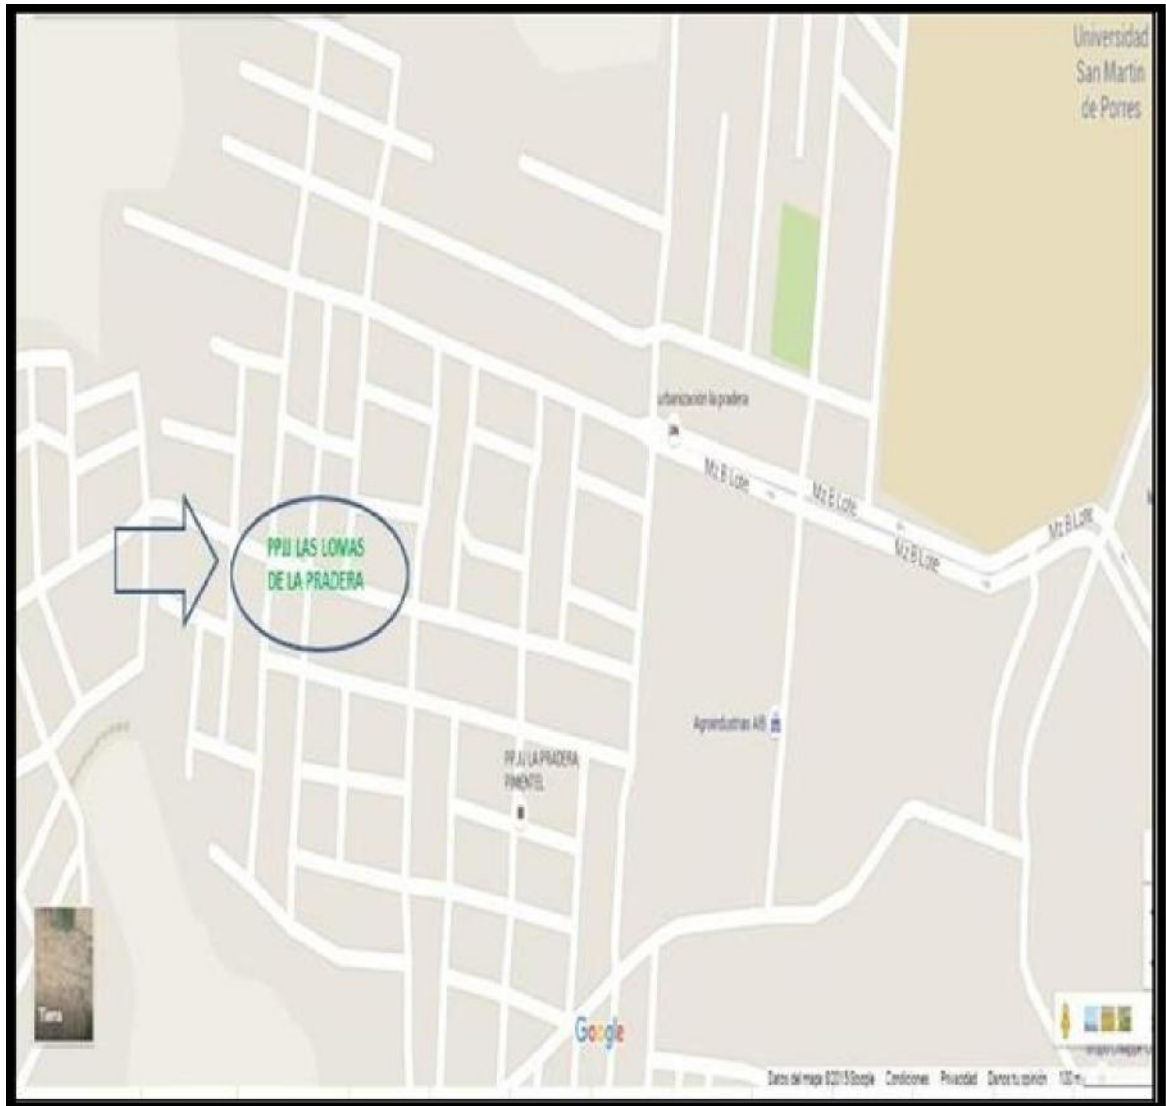 Universidad
San Martin
de Porres
urbanización la pradera
Mz B Lote
Mz B Lote
Mz B Lote
Mz B Lote
PPJJ LAS LOMAS
DE LA PRADERA
Agroindustrias AIB
PP.JJ LA PRADERA
PIMENTEL
Tierra
Google
Datos del mapa ©2015 Google Condiciones Privacidad Danos tu opinión 100 m